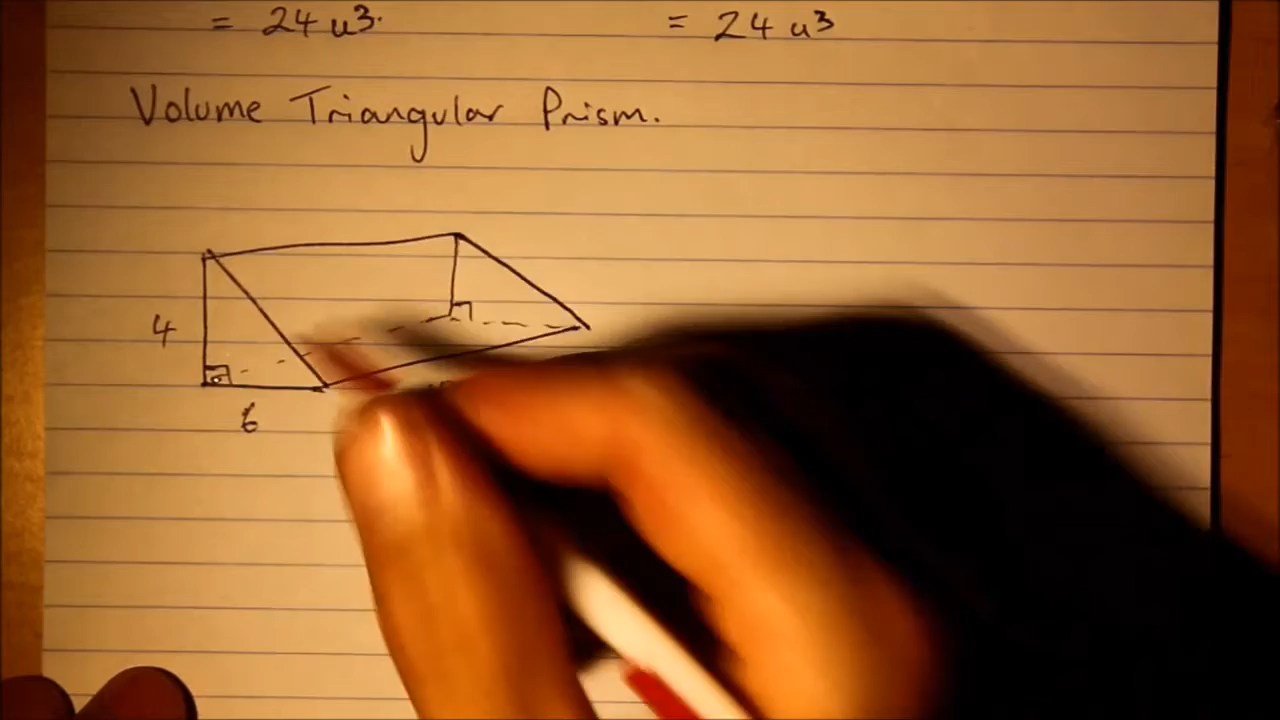 = 24 u³. = 24 u³
Volume Triangular Prism.
4
6